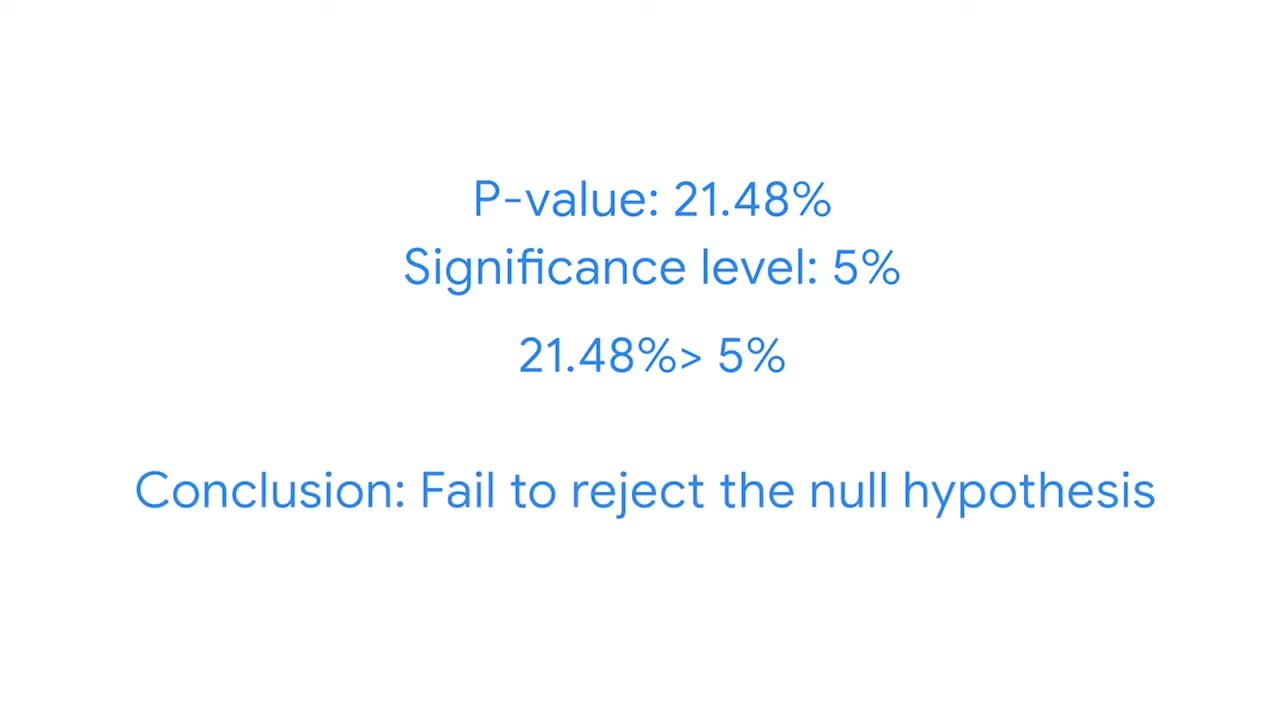 P-value: 21.48%
Significance level: 5%
21.48%> 5%
Conclusion: Fail to reject the null hypothesis